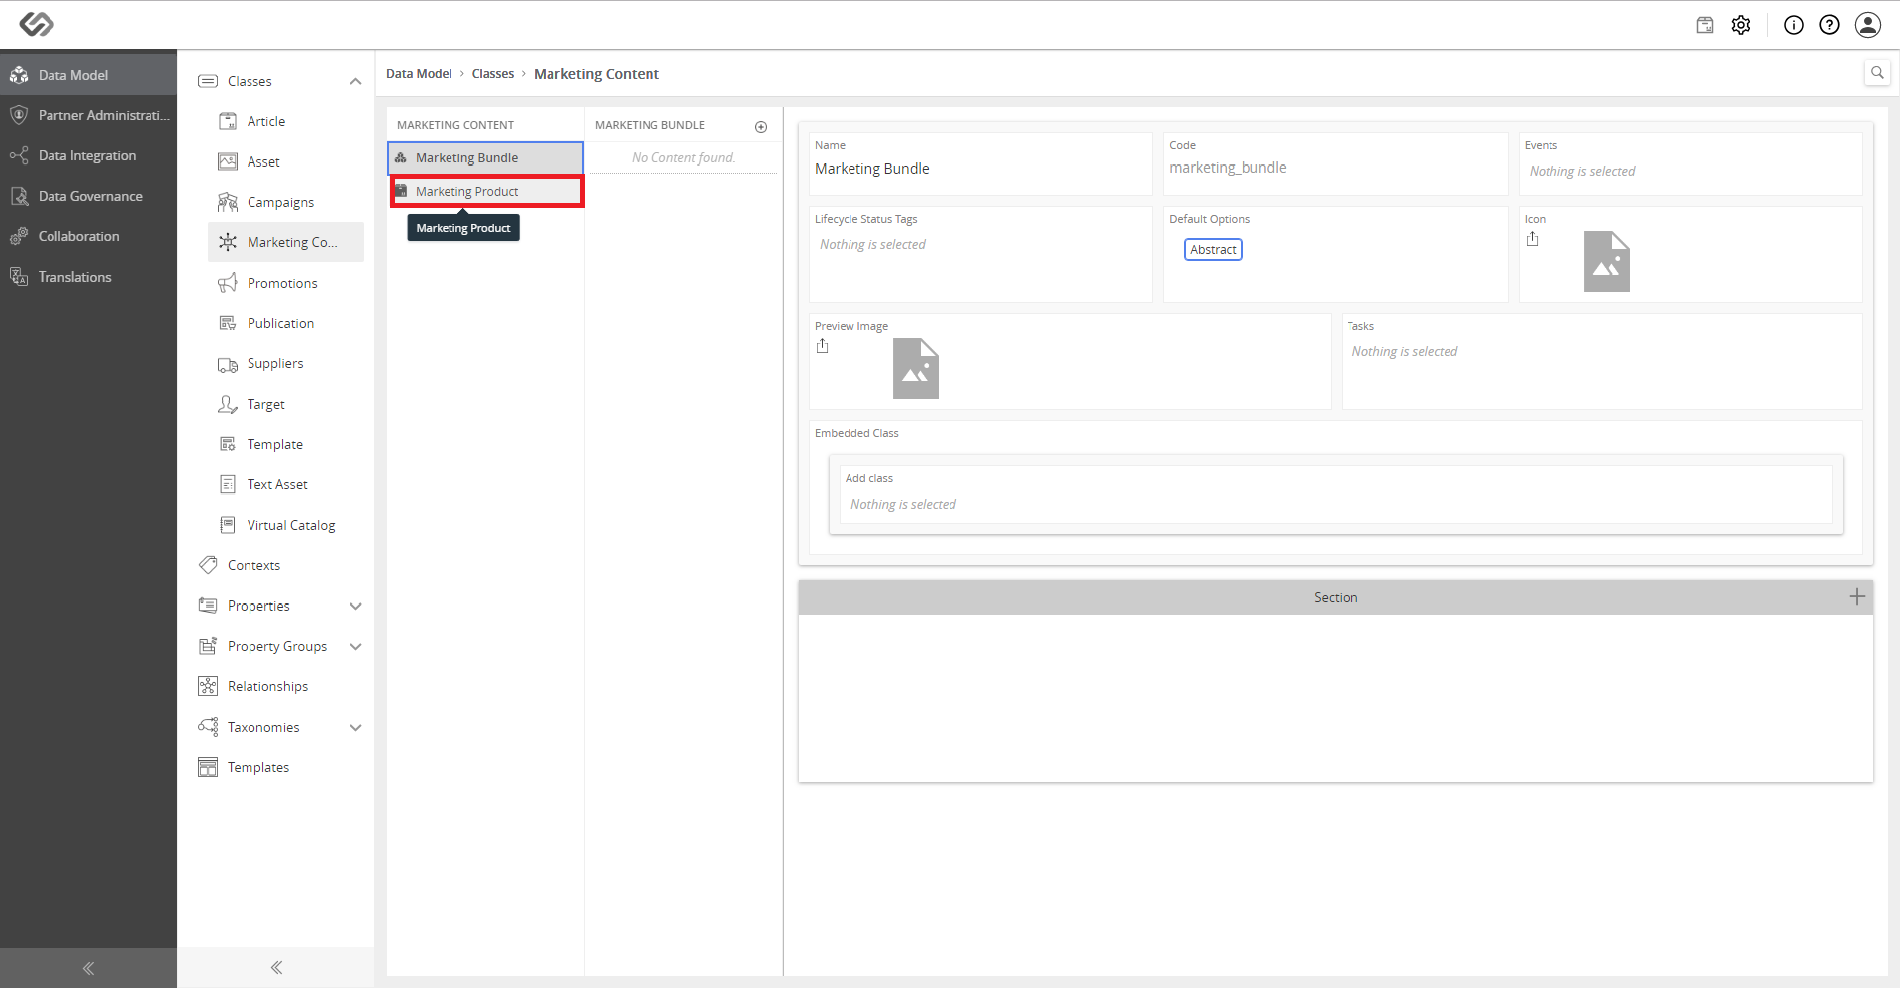 Data Model
Partner Administrati...
Data Integration
Data Governance
Collaboration
Translations
Classes
Article
Asset
Campaigns
Marketing Co...
Promotions
Publication
Suppliers
Target
Template
Text Asset
Virtual Catalog
Contexts
Properties
Property Groups
Relationships
Taxonomies
Templates
Data Model › Classes › Marketing Content
MARKETING CONTENT
Marketing Bundle
Marketing Product
Marketing Product
MARKETING BUNDLE
No Content found.
Name
Marketing Bundle
Code
marketing_bundle
Events
Nothing is selected
Lifecycle Status Tags
Nothing is selected
Default Options
Abstract
Icon
Preview Image
Tasks
Nothing is selected
Embedded Class
Add class
Nothing is selected
Section